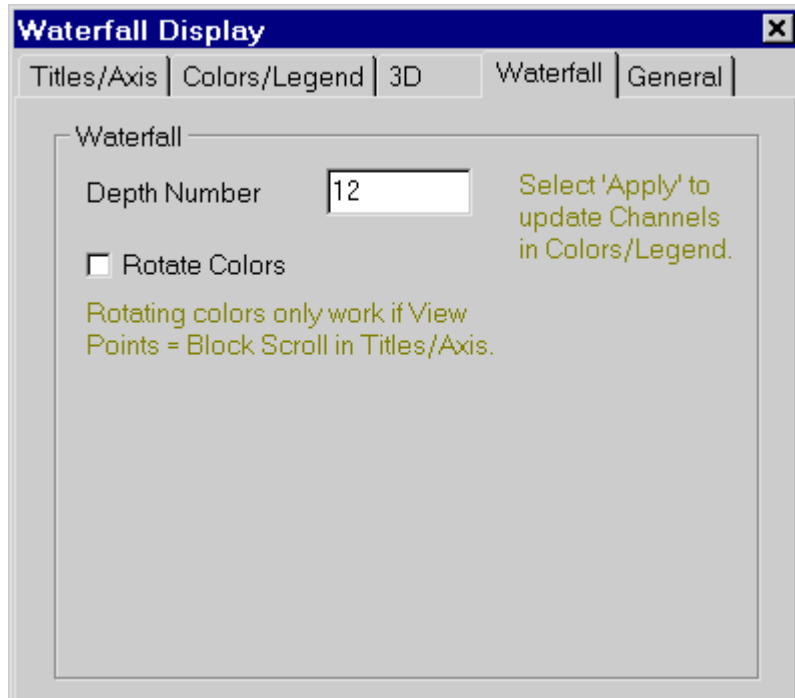 Waterfall Display
Titles/Axis Colors/Legend 3D Waterfall General
Waterfall
Depth Number 12
Select 'Apply' to
update Channels
in Colors/Legend.
Rotate Colors
Rotating colors only work if View
Points = Block Scroll in Titles/Axis.